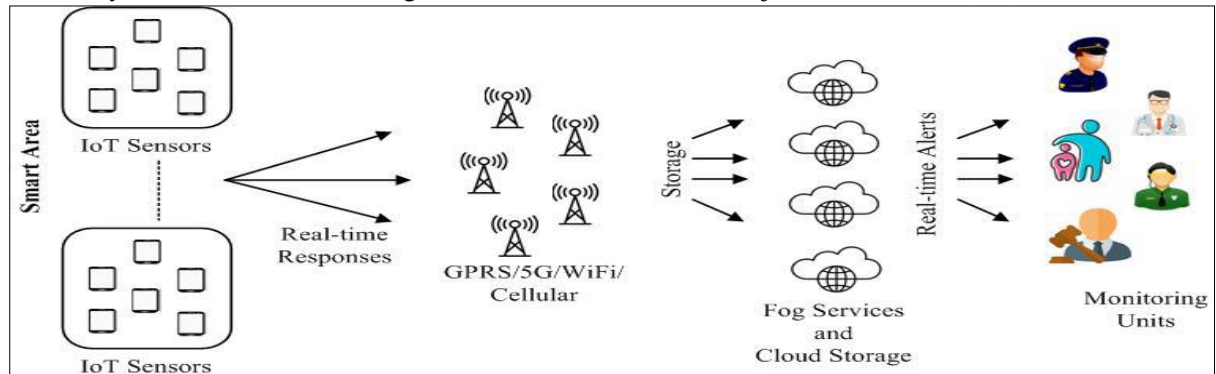 Smart Area
IoT Sensors
IoT Sensors
Real-time
Responses
GPRS/5G/WiFi/
Cellular
Storage
Fog Services
and
Cloud Storage
Real-time Alerts
Monitoring
Units